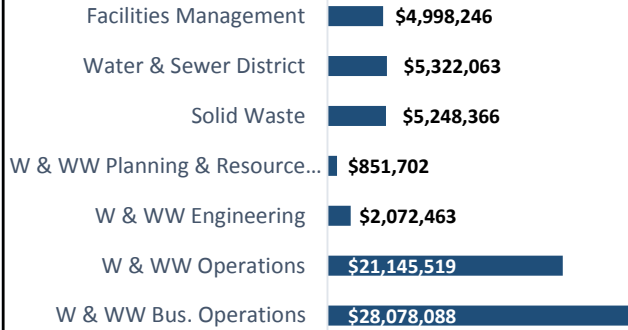 Facilities Management $4,998,246
Water & Sewer District $5,322,063
Solid Waste $5,248,366
W & WW Planning & Resource... $851,702
W & WW Engineering $2,072,463
W & WW Operations $21,145,519
W & WW Bus. Operations $28,078,088